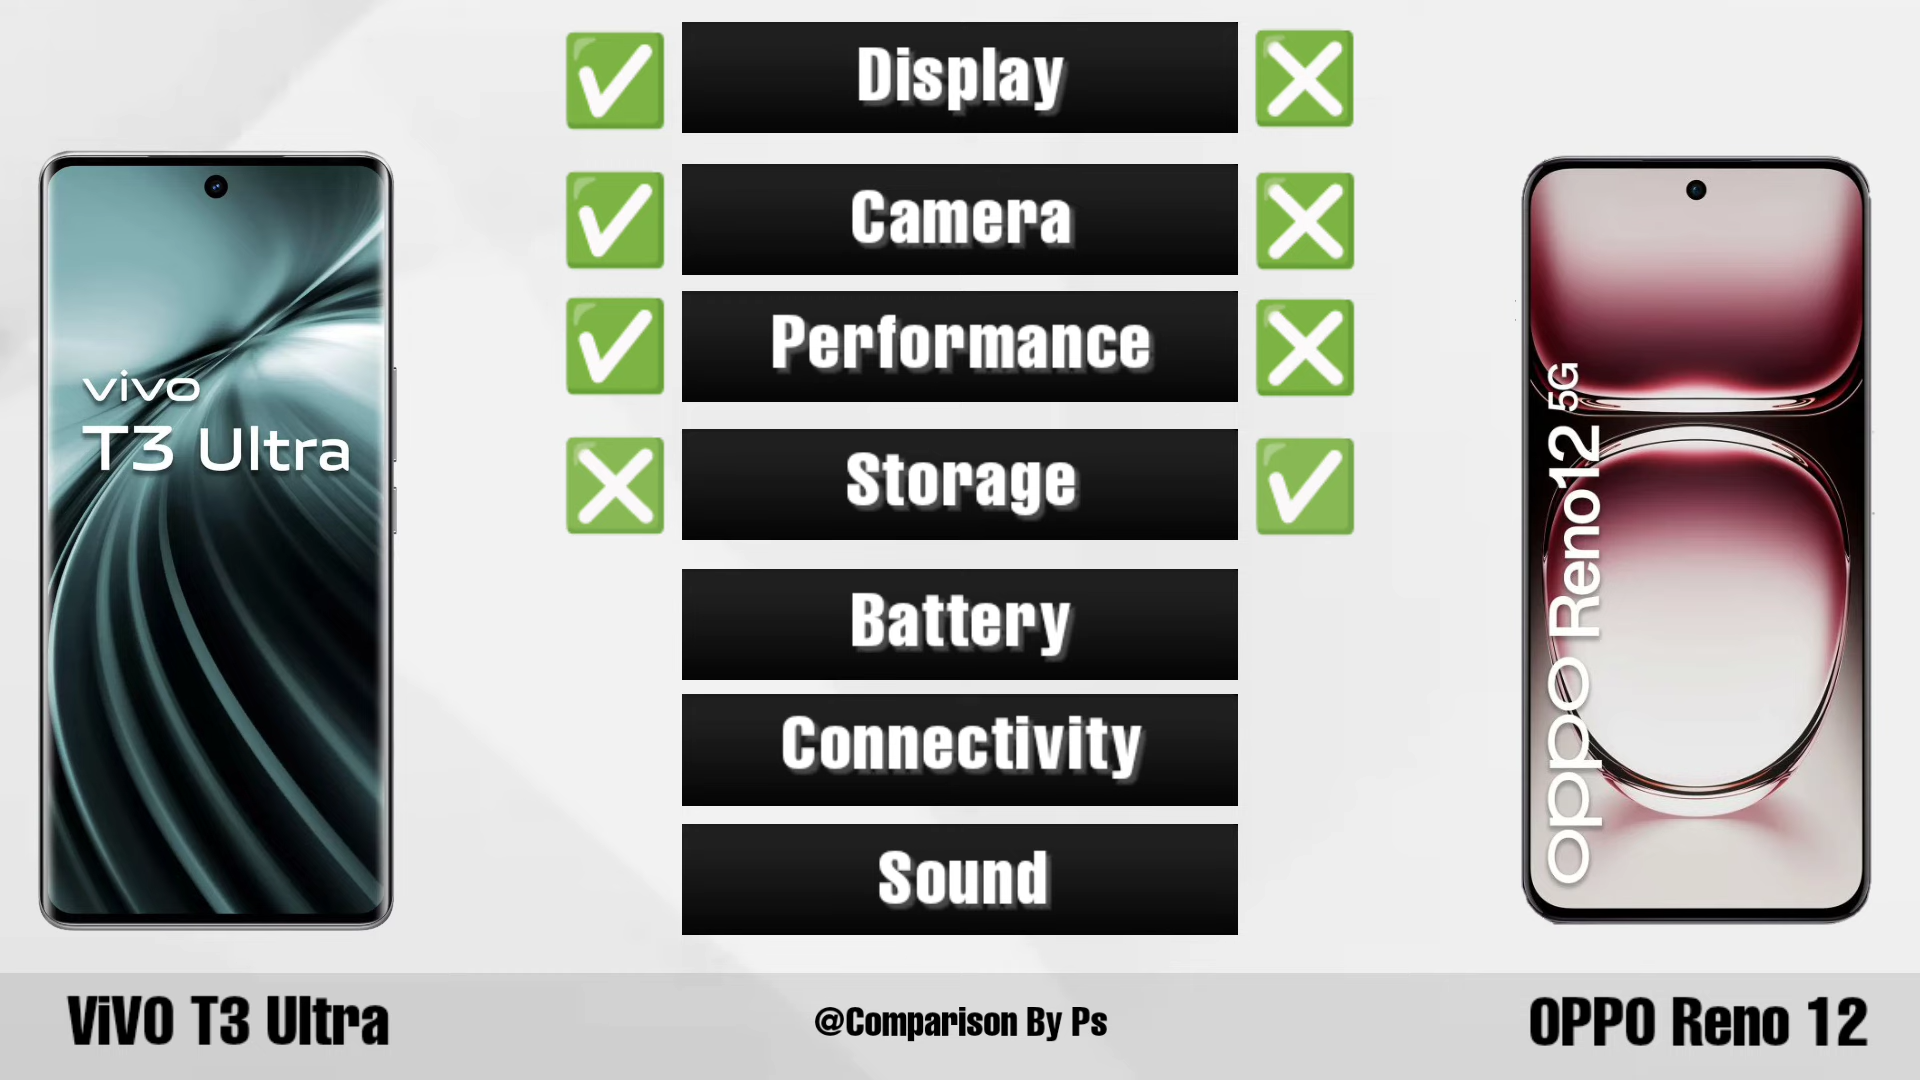 Display
Camera
Performance
Storage
Battery
Connectivity
Sound
vivo
T3 Ultra
oppo Reno12 5G
ViVO T3 Ultra
@Comparison By Ps
OPPO Reno 12